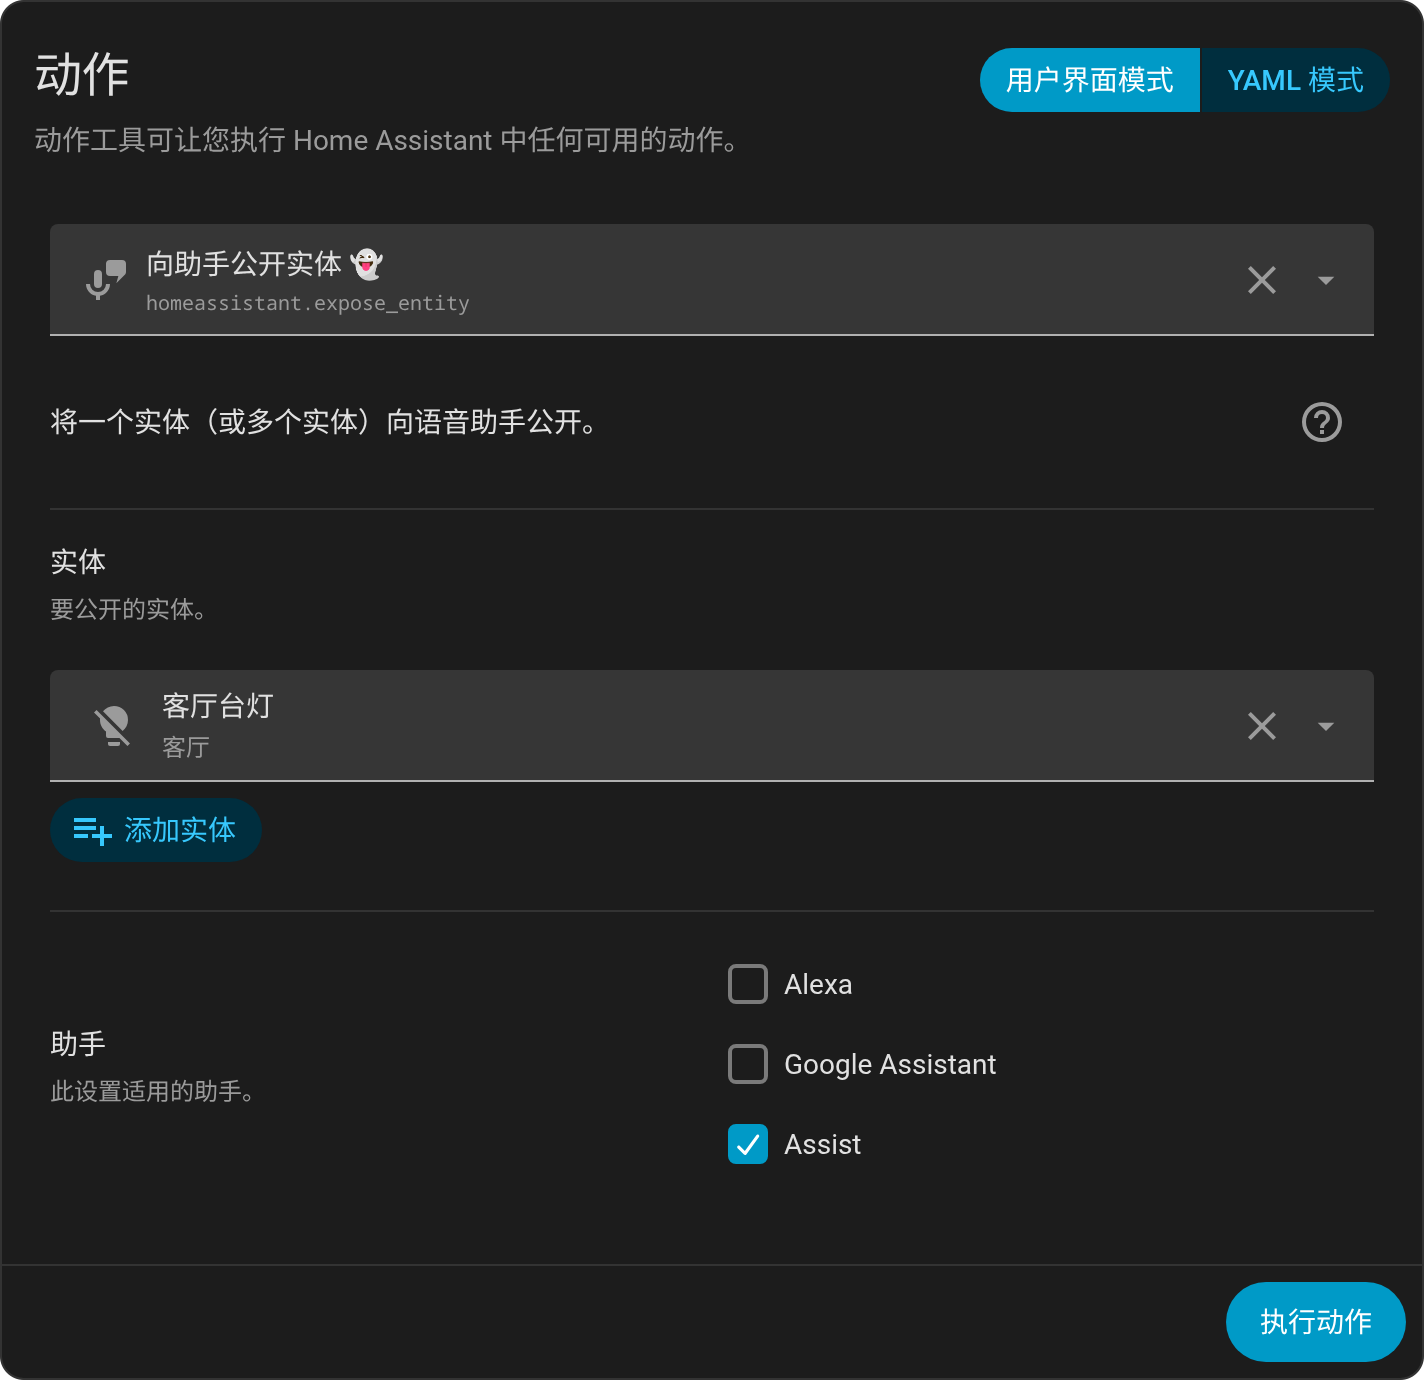 动作
用户界面模式
YAML 模式
动作工具可让您执行 Home Assistant 中任何可用的动作。
向助手公开实体 👻
homeassistant.expose_entity
将一个实体（或多个实体）向语音助手公开。
实体
要公开的实体。
客厅台灯
客厅
添加实体
助手
此设置适用的助手。
Alexa
Google Assistant
Assist
执行动作